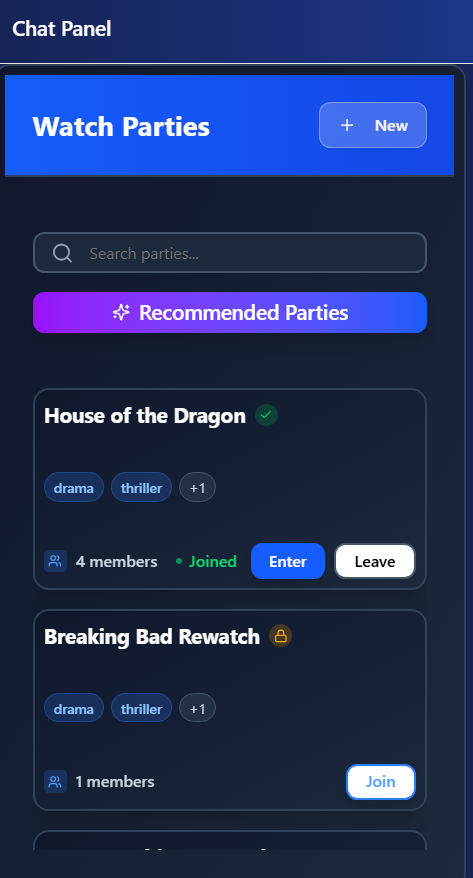 Chat Panel
Watch Parties
+ New
Search parties...
Recommended Parties
House of the Dragon
drama thriller +1
4 members • Joined Enter Leave
Breaking Bad Rewatch
drama thriller +1
1 members Join